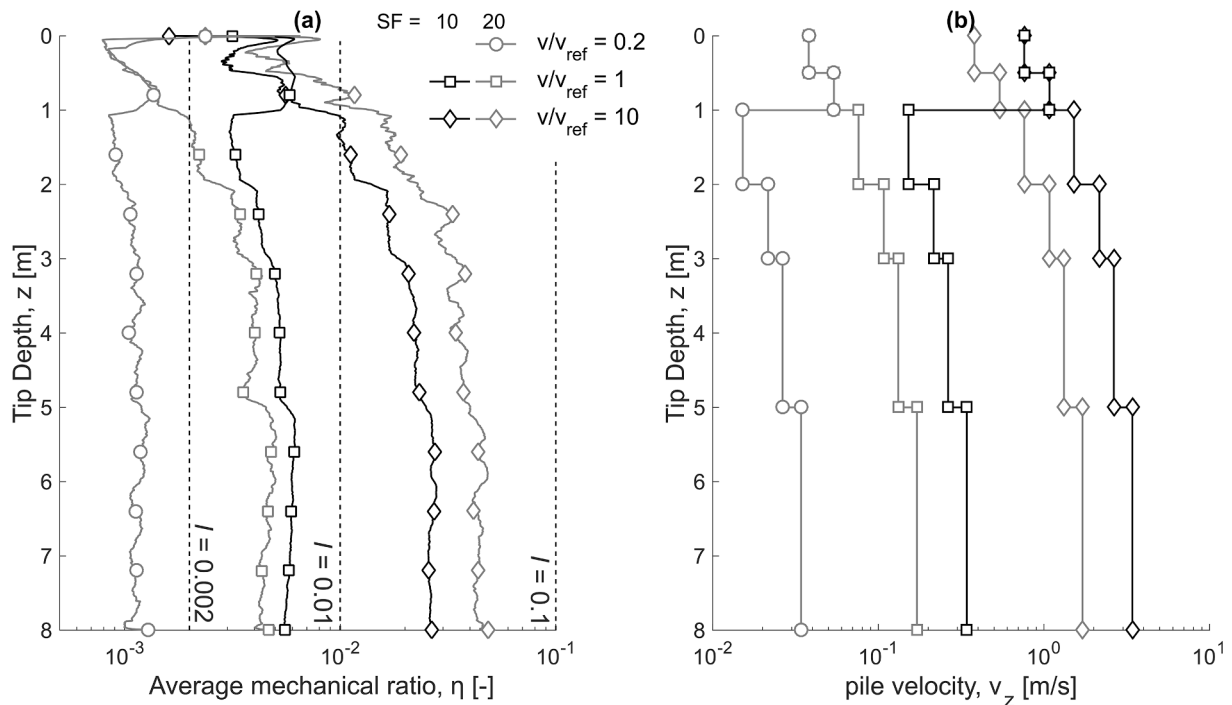 (a)
SF = 10 20
v/v_ref = 0.2
v/v_ref = 1
v/v_ref = 10
0
1
2
3
4
5
6
7
8
Tip Depth, z [m]
I = 0.002
I = 0.01
I = 0.1
10^-3
10^-2
10^-1
Average mechanical ratio, η [-]
(b)
0
1
2
3
4
5
6
7
8
Tip Depth, z [m]
10^-2
10^-1
10^0
10^1
pile velocity, v_z [m/s]